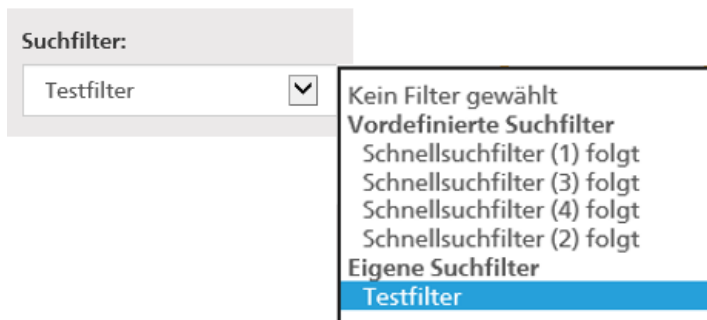 Suchfilter:
Testfilter
Kein Filter gewählt
Vordefinierte Suchfilter
Schnellsuchfilter (1) folgt
Schnellsuchfilter (3) folgt
Schnellsuchfilter (4) folgt
Schnellsuchfilter (2) folgt
Eigene Suchfilter
Testfilter